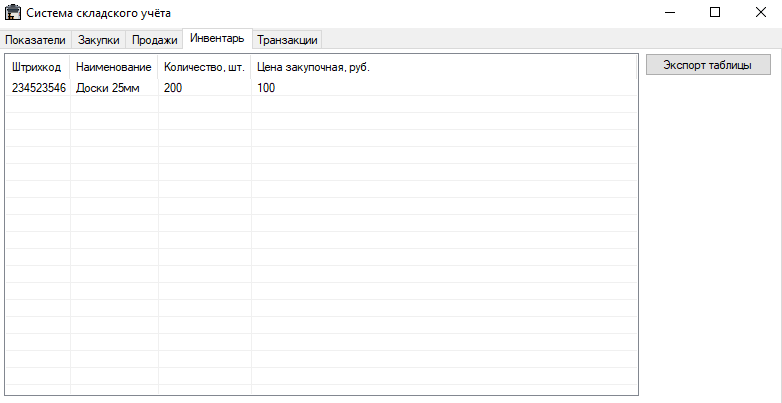 Система складского учёта
Показатели Закупки Продажи Инвентарь Транзакции
Штрихкод Наименование Количество, шт. Цена закупочная, руб. Экспорт таблицы
234523546 Доски 25мм 200 100